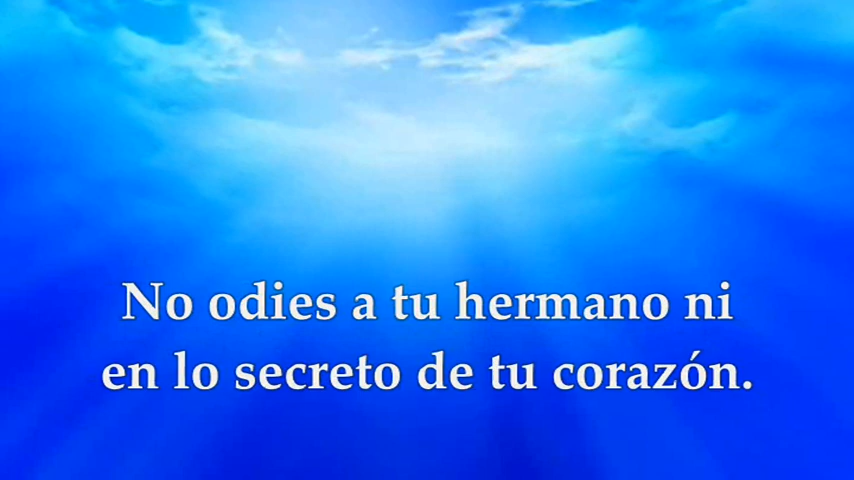 No odies a tu hermano ni
en lo secreto de tu corazón.